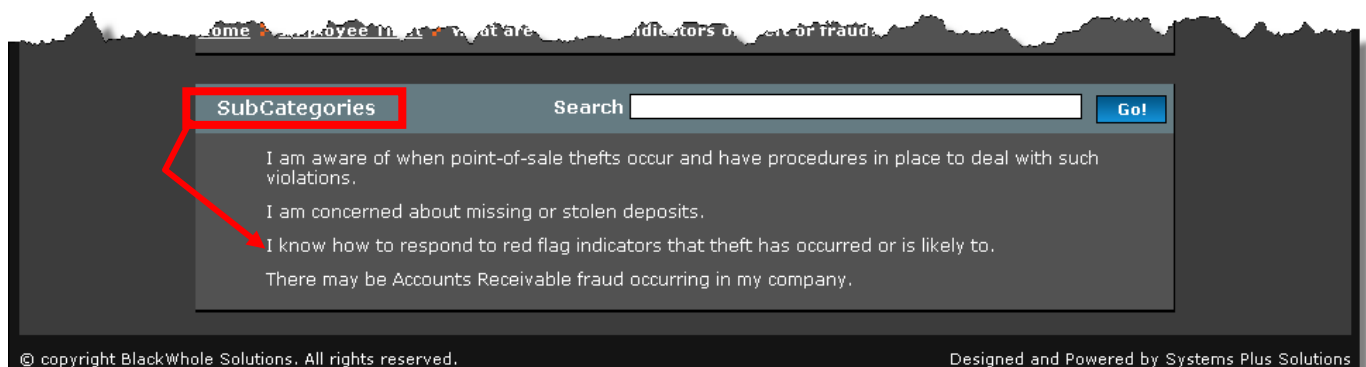 SubCategories Search Go!
I am aware of when point-of-sale thefts occur and have procedures in place to deal with such
violations.
I am concerned about missing or stolen deposits.
I know how to respond to red flag indicators that theft has occurred or is likely to.
There may be Accounts Receivable fraud occurring in my company.
© copyright BlackWhole Solutions. All rights reserved. Designed and Powered by Systems Plus Solutions